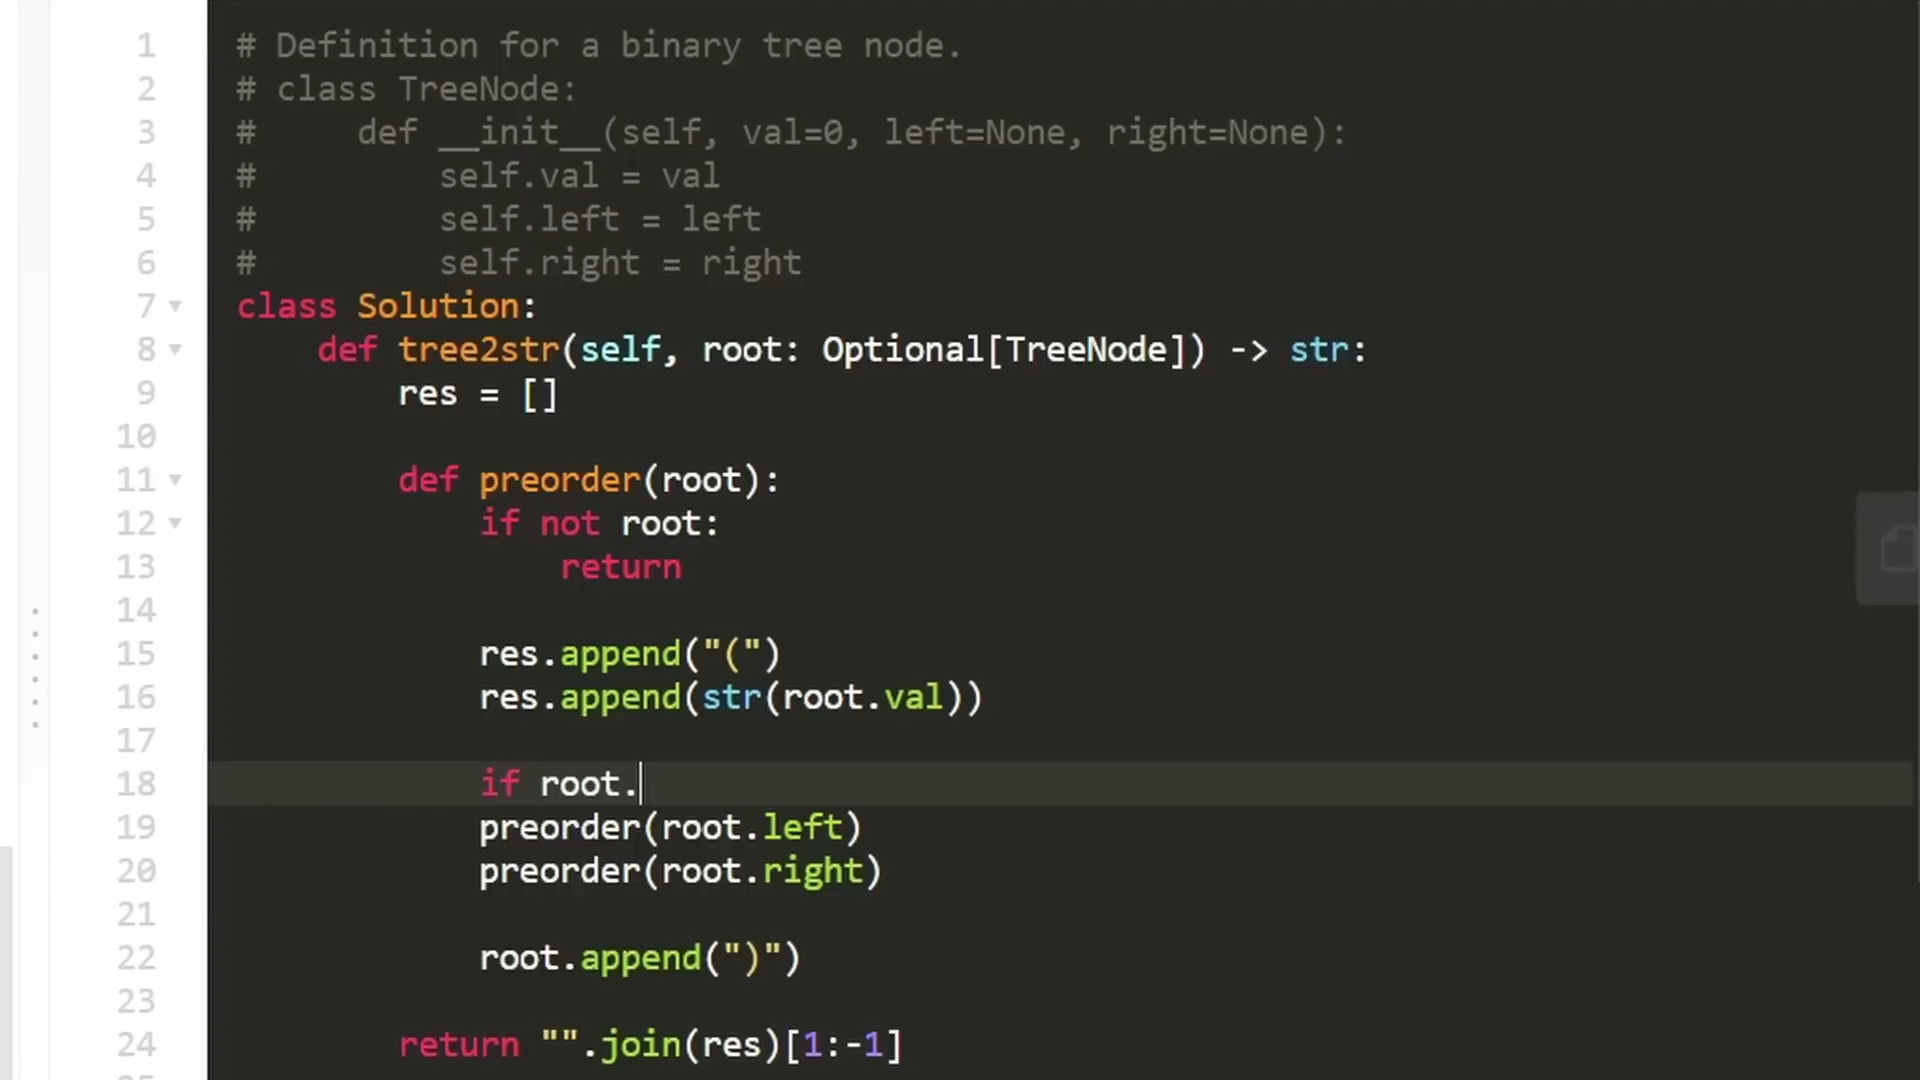 1 # Definition for a binary tree node.
2 # class TreeNode:
3 #     def __init__(self, val=0, left=None, right=None):
4 #         self.val = val
5 #         self.left = left
6 #         self.right = right
7 class Solution:
8     def tree2str(self, root: Optional[TreeNode]) -> str:
9         res = []
10
11         def preorder(root):
12             if not root:
13                 return
14
15             res.append("(")
16             res.append(str(root.val))
17
18             if root.
19             preorder(root.left)
20             preorder(root.right)
21
22             root.append(")")
23
24         return "".join(res)[1:-1]